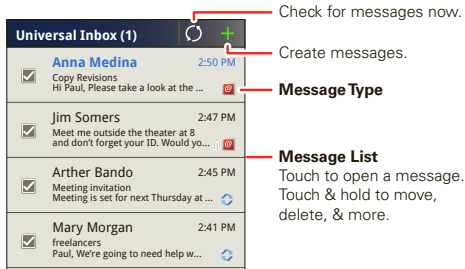 Check for messages now.
Universal Inbox (1)
Create messages.
Anna Medina 2:50 PM
Copy Revisions
Hi Paul, Please take a look at the ...
Message Type
Jim Somers 2:47 PM
Meet me outside the theater at 8
and don't forget your ID. Would yo...
Message List
Touch to open a message.
Touch & hold to move,
delete, & more.
Arther Bando 2:45 PM
Meeting invitation
Meeting is set for next Thursday at ...
Mary Morgan 2:41 PM
freelancers
Paul, We're going to need help w...